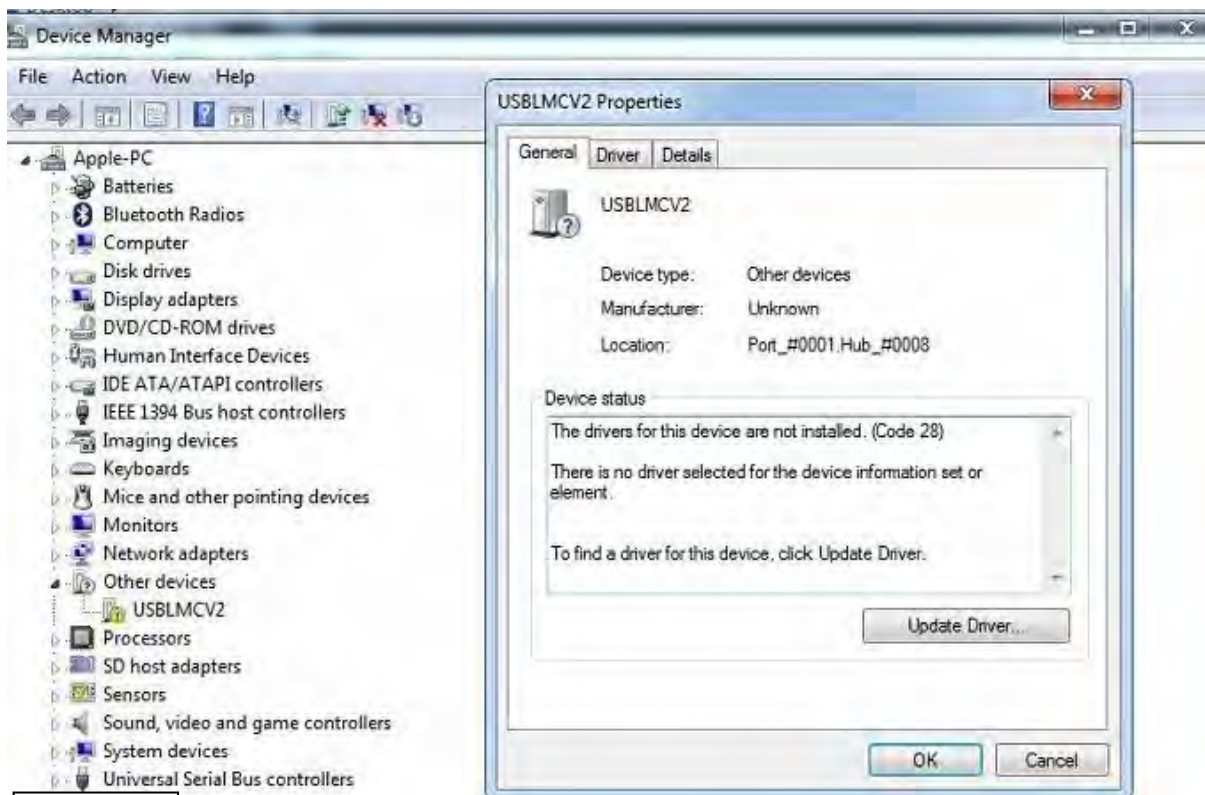 Device Manager
File Action View Help
Apple-PC
Batteries
Bluetooth Radios
Computer
Disk drives
Display adapters
DVD/CD-ROM drives
Human Interface Devices
IDE ATA/ATAPI controllers
IEEE 1394 Bus host controllers
Imaging devices
Keyboards
Mice and other pointing devices
Monitors
Network adapters
Other devices
USBLMCV2
Processors
SD host adapters
Sensors
Sound, video and game controllers
System devices
Universal Serial Bus controllers
USBLMCV2 Properties
General Driver Details
USBLMCV2
Device type: Other devices
Manufacturer: Unknown
Location: Port_#0001.Hub_#0008
Device status
The drivers for this device are not installed. (Code 28)
There is no driver selected for the device information set or
element.
To find a driver for this device, click Update Driver.
Update Driver...
OK Cancel